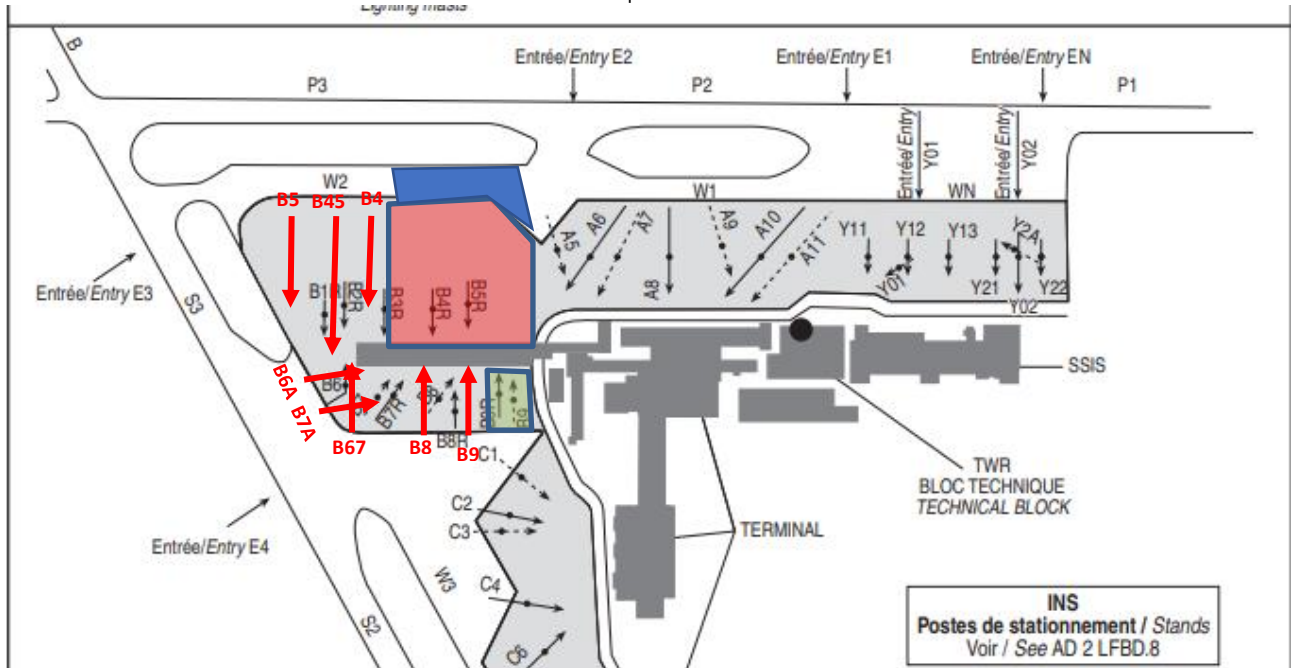 Lighting masts
B
P3
Entrée/Entry E2
P2
Entrée/Entry E1
Entrée/Entry EN
P1
Entrée/Entry Y01
Entrée/Entry Y02
W2
W1
WN
B5
B45
B4
A5
A6
A7
A8
A9
A10
A11
Y11
Y12
Y13
Y2A
Y01
Y21
Y22
Y02
Entrée/Entry E3
S3
B1R
B2R
B3R
B4R
B5R
B6A
B6
B7A
B7R
B67
B8
B8R
B9
SSIS
C1
C2
C3
C4
C6
TWR
BLOC TECHNIQUE
TECHNICAL BLOCK
TERMINAL
Entrée/Entry E4
W3
S2
INS
Postes de stationnement / Stands
Voir / See AD 2 LFBD.8